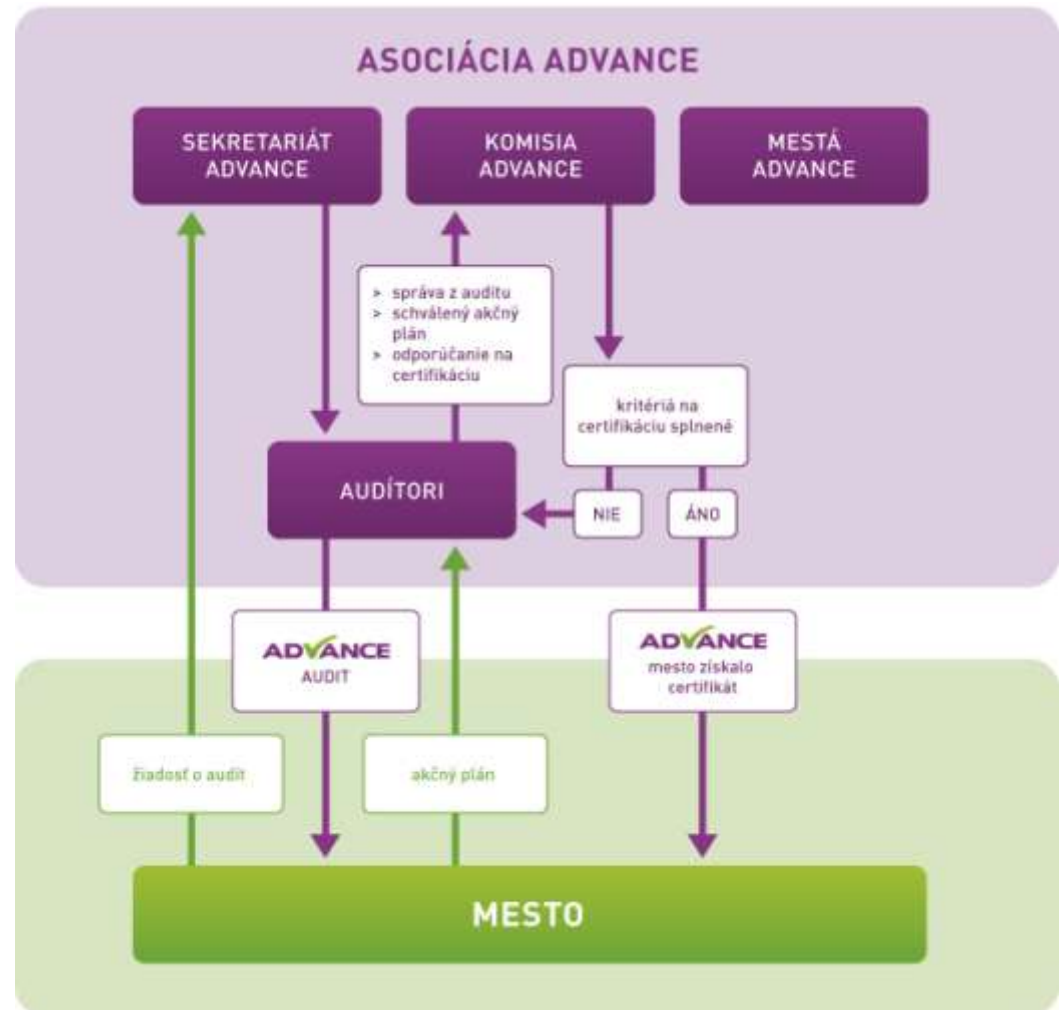 ASOCIÁCIA ADVANCE
SEKRETARIÁT
ADVANCE
KOMISIA
ADVANCE
MESTÁ
ADVANCE
> správa z auditu
> schválený akčný
plán
> odporúčanie na
certifikáciu
kritériá na
certifikáciu splnené
AUDÍTORI
NIE
ÁNO
ADVANCE
AUDIT
ADVANCE
mesto získalo
certifikát
žiadosť o audit
akčný plán
MESTO